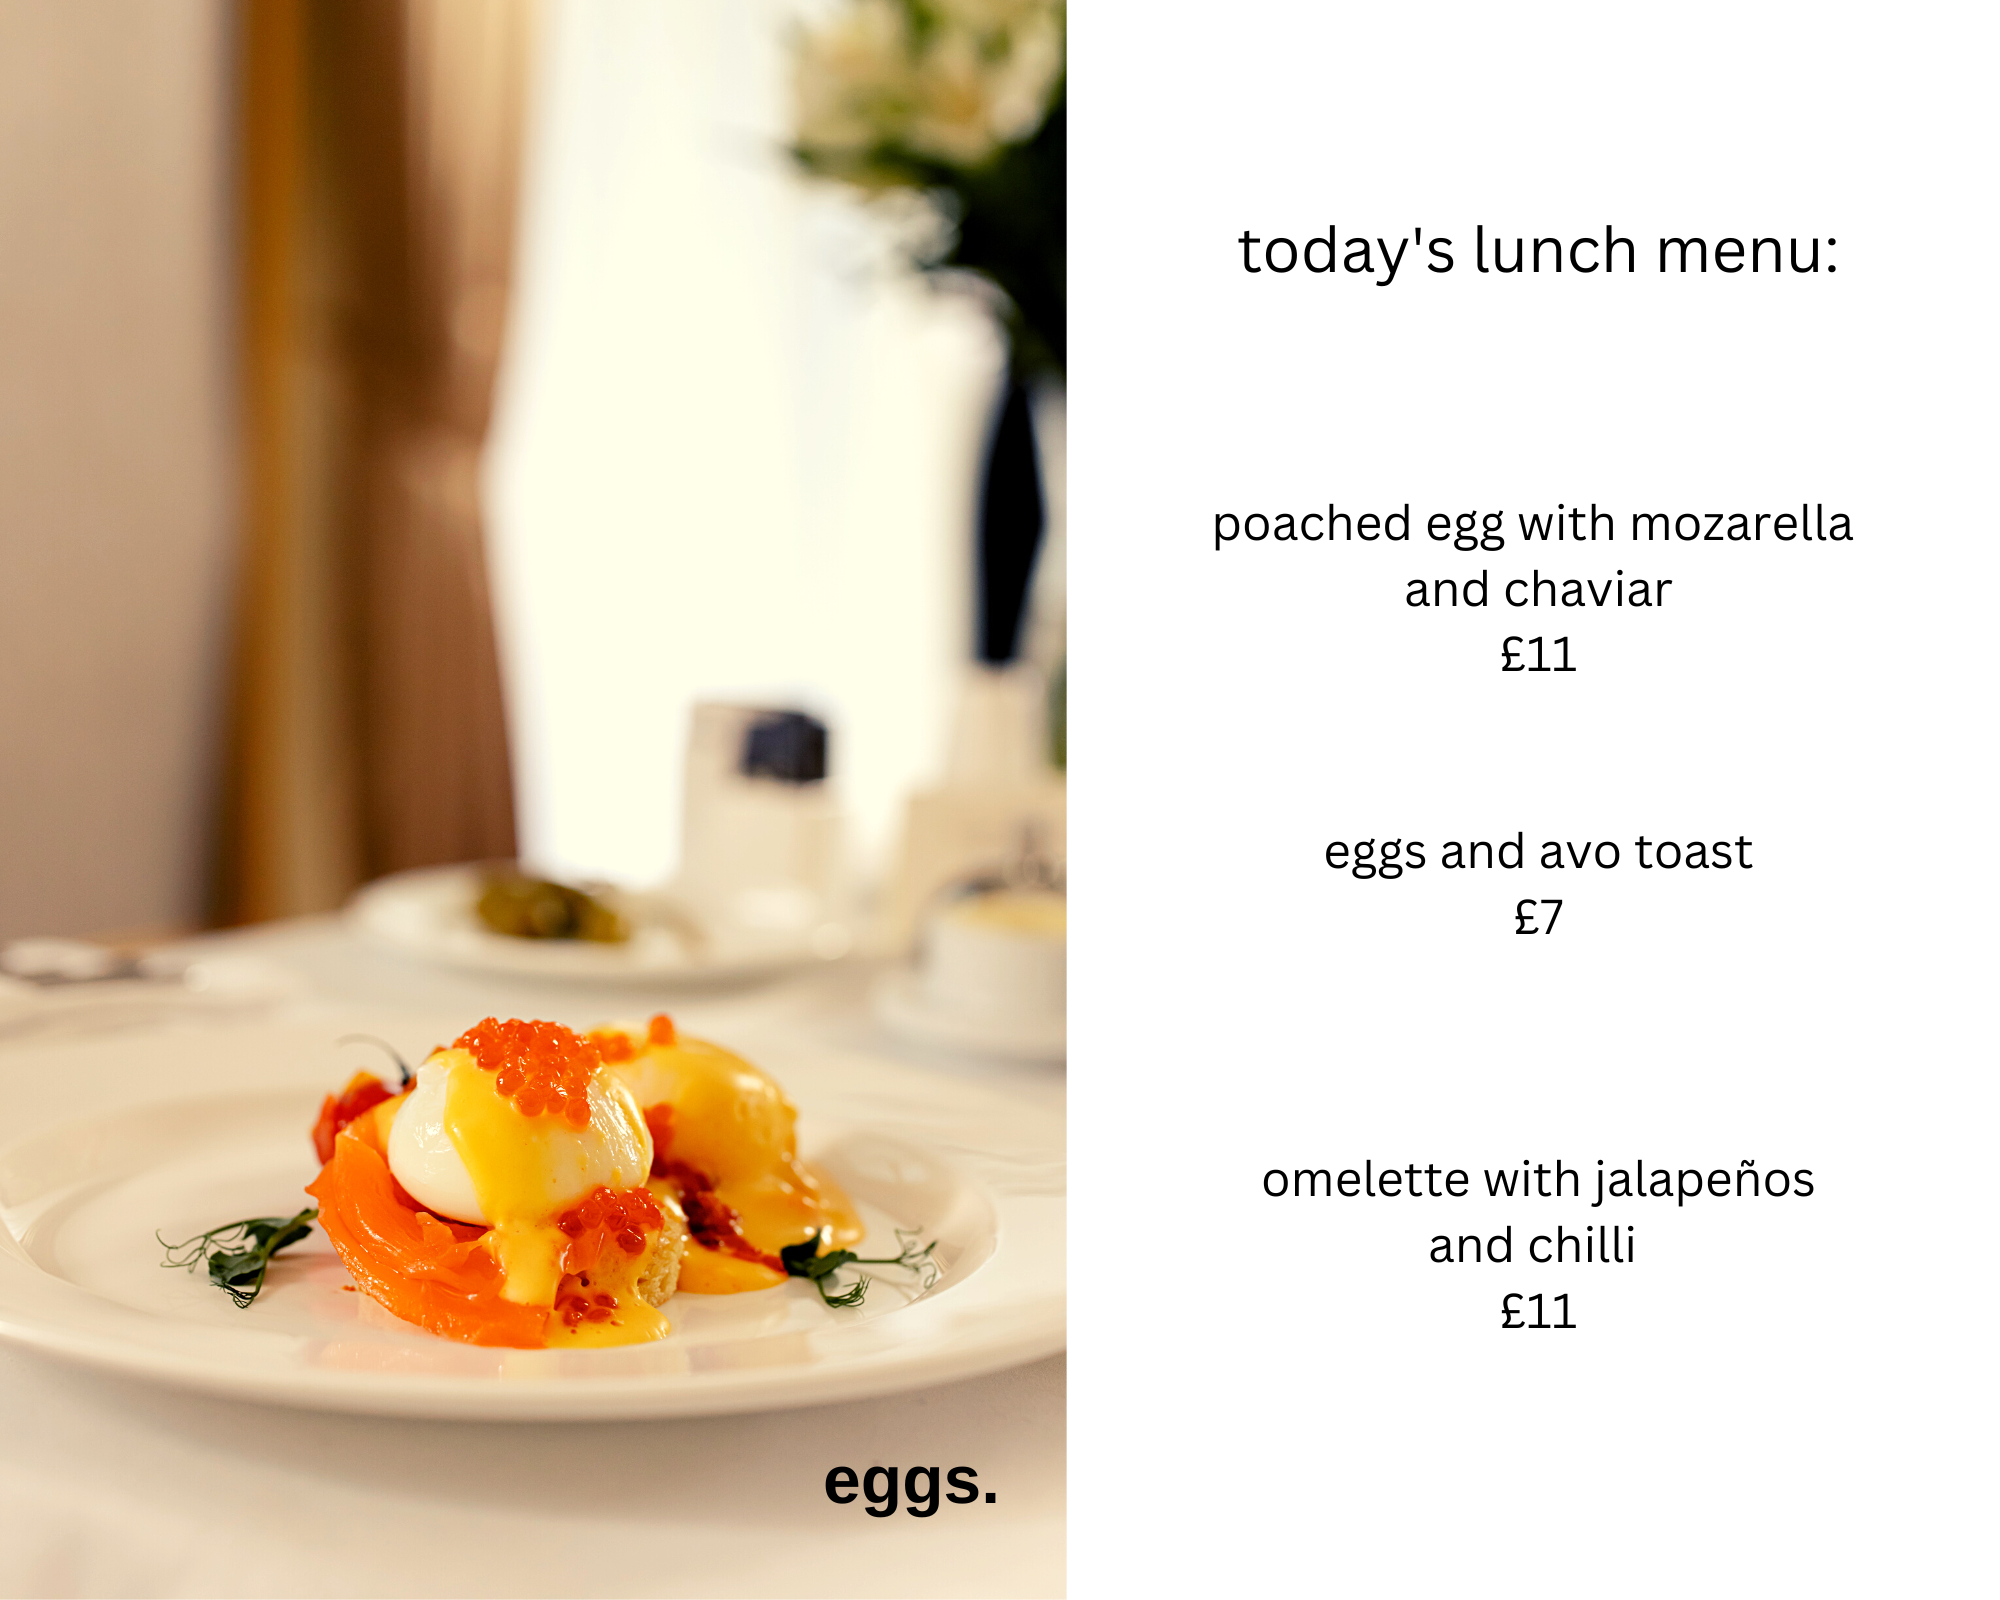 today's lunch menu:
poached egg with mozarella
and chaviar
£11
eggs and avo toast
£7
omelette with jalapeños
and chilli
£11
eggs.